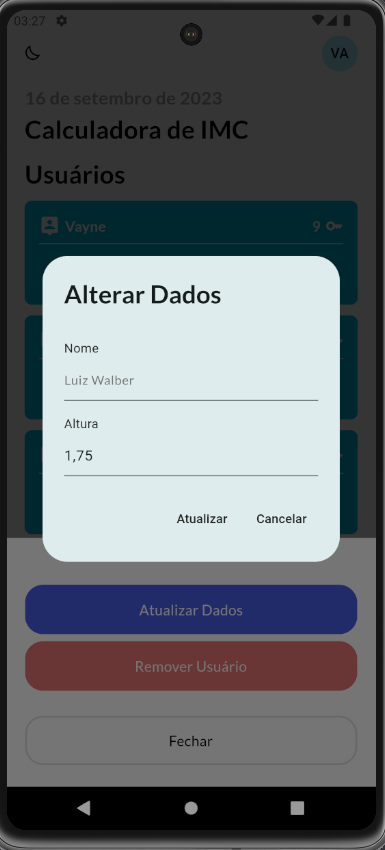 03:27
VA
16 de setembro de 2023
Calculadora de IMC
Usuários
Vayne 9
Alterar Dados
Nome
Luiz Walber
Altura
1,75
Atualizar Cancelar
Atualizar Dados
Remover Usuário
Fechar